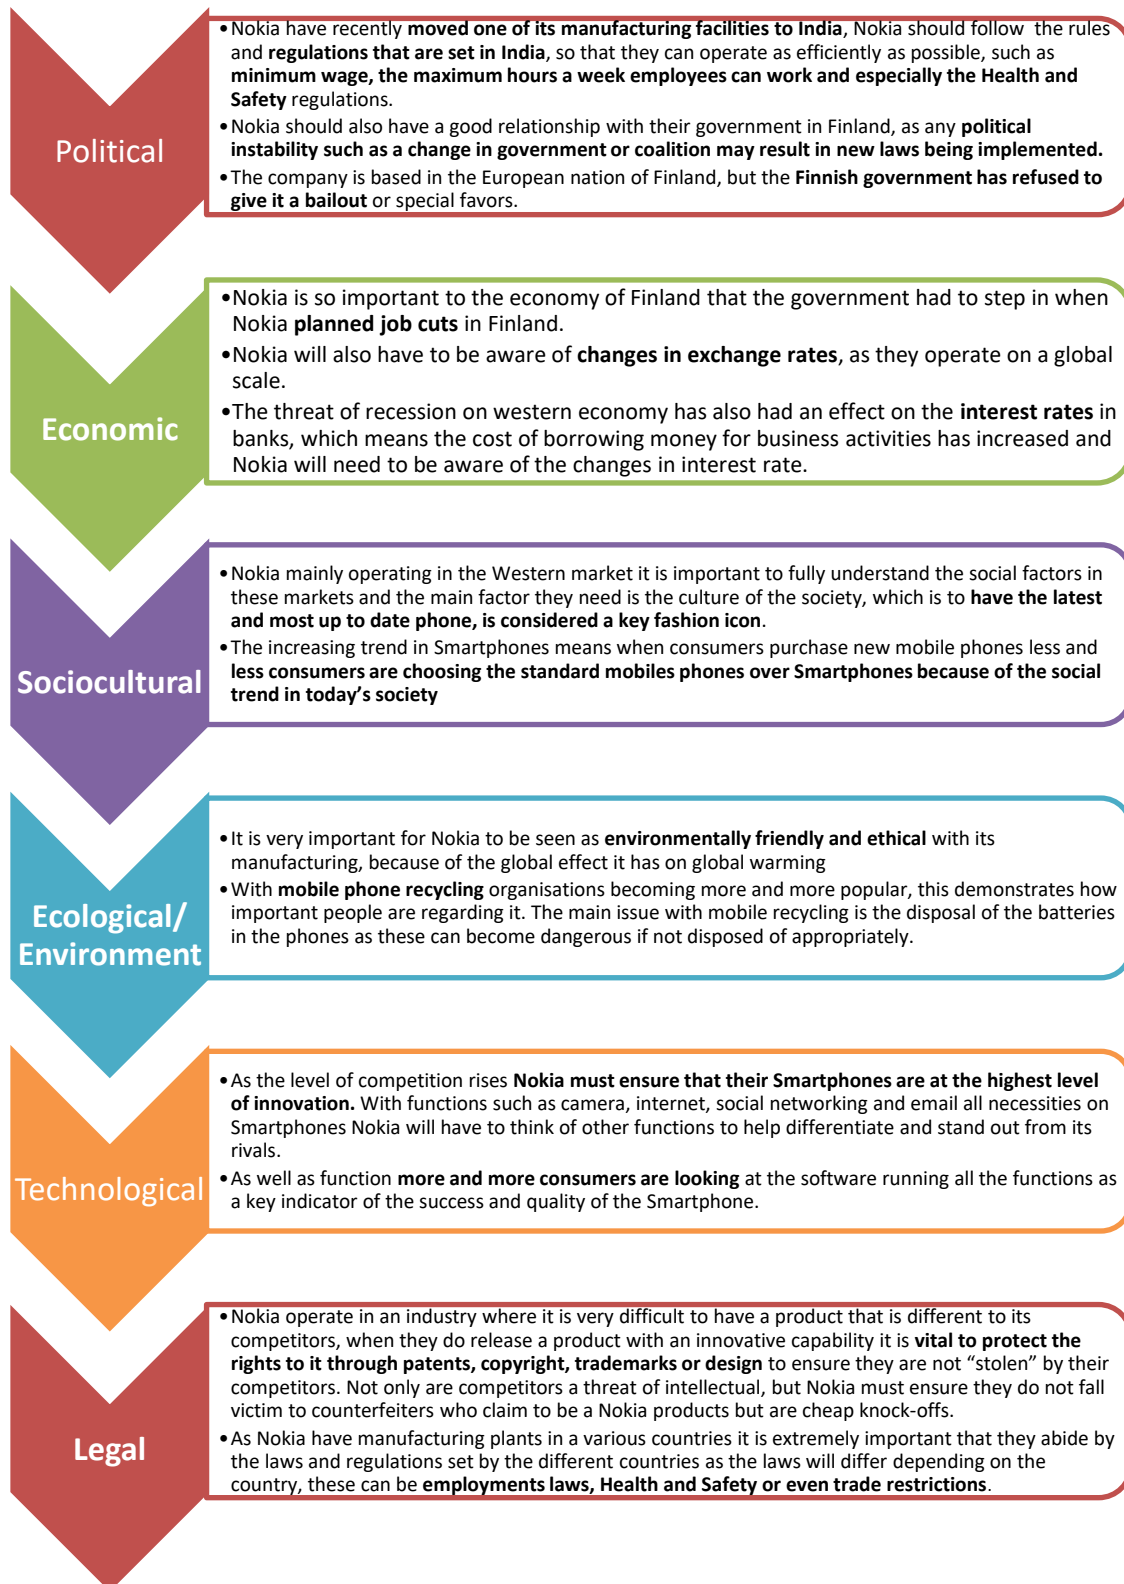 Political
•Nokia have recently moved one of its manufacturing facilities to India, Nokia should follow the rules
and regulations that are set in India, so that they can operate as efficiently as possible, such as
minimum wage, the maximum hours a week employees can work and especially the Health and
Safety regulations.
•Nokia should also have a good relationship with their government in Finland, as any political
instability such as a change in government or coalition may result in new laws being implemented.
•The company is based in the European nation of Finland, but the Finnish government has refused to
give it a bailout or special favors.
Economic
•Nokia is so important to the economy of Finland that the government had to step in when
Nokia planned job cuts in Finland.
•Nokia will also have to be aware of changes in exchange rates, as they operate on a global
scale.
•The threat of recession on western economy has also had an effect on the interest rates in
banks, which means the cost of borrowing money for business activities has increased and
Nokia will need to be aware of the changes in interest rate.
Sociocultural
•Nokia mainly operating in the Western market it is important to fully understand the social factors in
these markets and the main factor they need is the culture of the society, which is to have the latest
and most up to date phone, is considered a key fashion icon.
•The increasing trend in Smartphones means when consumers purchase new mobile phones less and
less consumers are choosing the standard mobiles phones over Smartphones because of the social
trend in today's society
Ecological/
Environment
•It is very important for Nokia to be seen as environmentally friendly and ethical with its
manufacturing, because of the global effect it has on global warming
•With mobile phone recycling organisations becoming more and more popular, this demonstrates how
important people are regarding it. The main issue with mobile recycling is the disposal of the batteries
in the phones as these can become dangerous if not disposed of appropriately.
Technological
•As the level of competition rises Nokia must ensure that their Smartphones are at the highest level
of innovation. With functions such as camera, internet, social networking and email all necessities on
Smartphones Nokia will have to think of other functions to help differentiate and stand out from its
rivals.
•As well as function more and more consumers are looking at the software running all the functions as
a key indicator of the success and quality of the Smartphone.
Legal
•Nokia operate in an industry where it is very difficult to have a product that is different to its
competitors, when they do release a product with an innovative capability it is vital to protect the
rights to it through patents, copyright, trademarks or design to ensure they are not “stolen” by their
competitors. Not only are competitors a threat of intellectual, but Nokia must ensure they do not fall
victim to counterfeiters who claim to be a Nokia products but are cheap knock-offs.
•As Nokia have manufacturing plants in a various countries it is extremely important that they abide by
the laws and regulations set by the different countries as the laws will differ depending on the
country, these can be employments laws, Health and Safety or even trade restrictions.